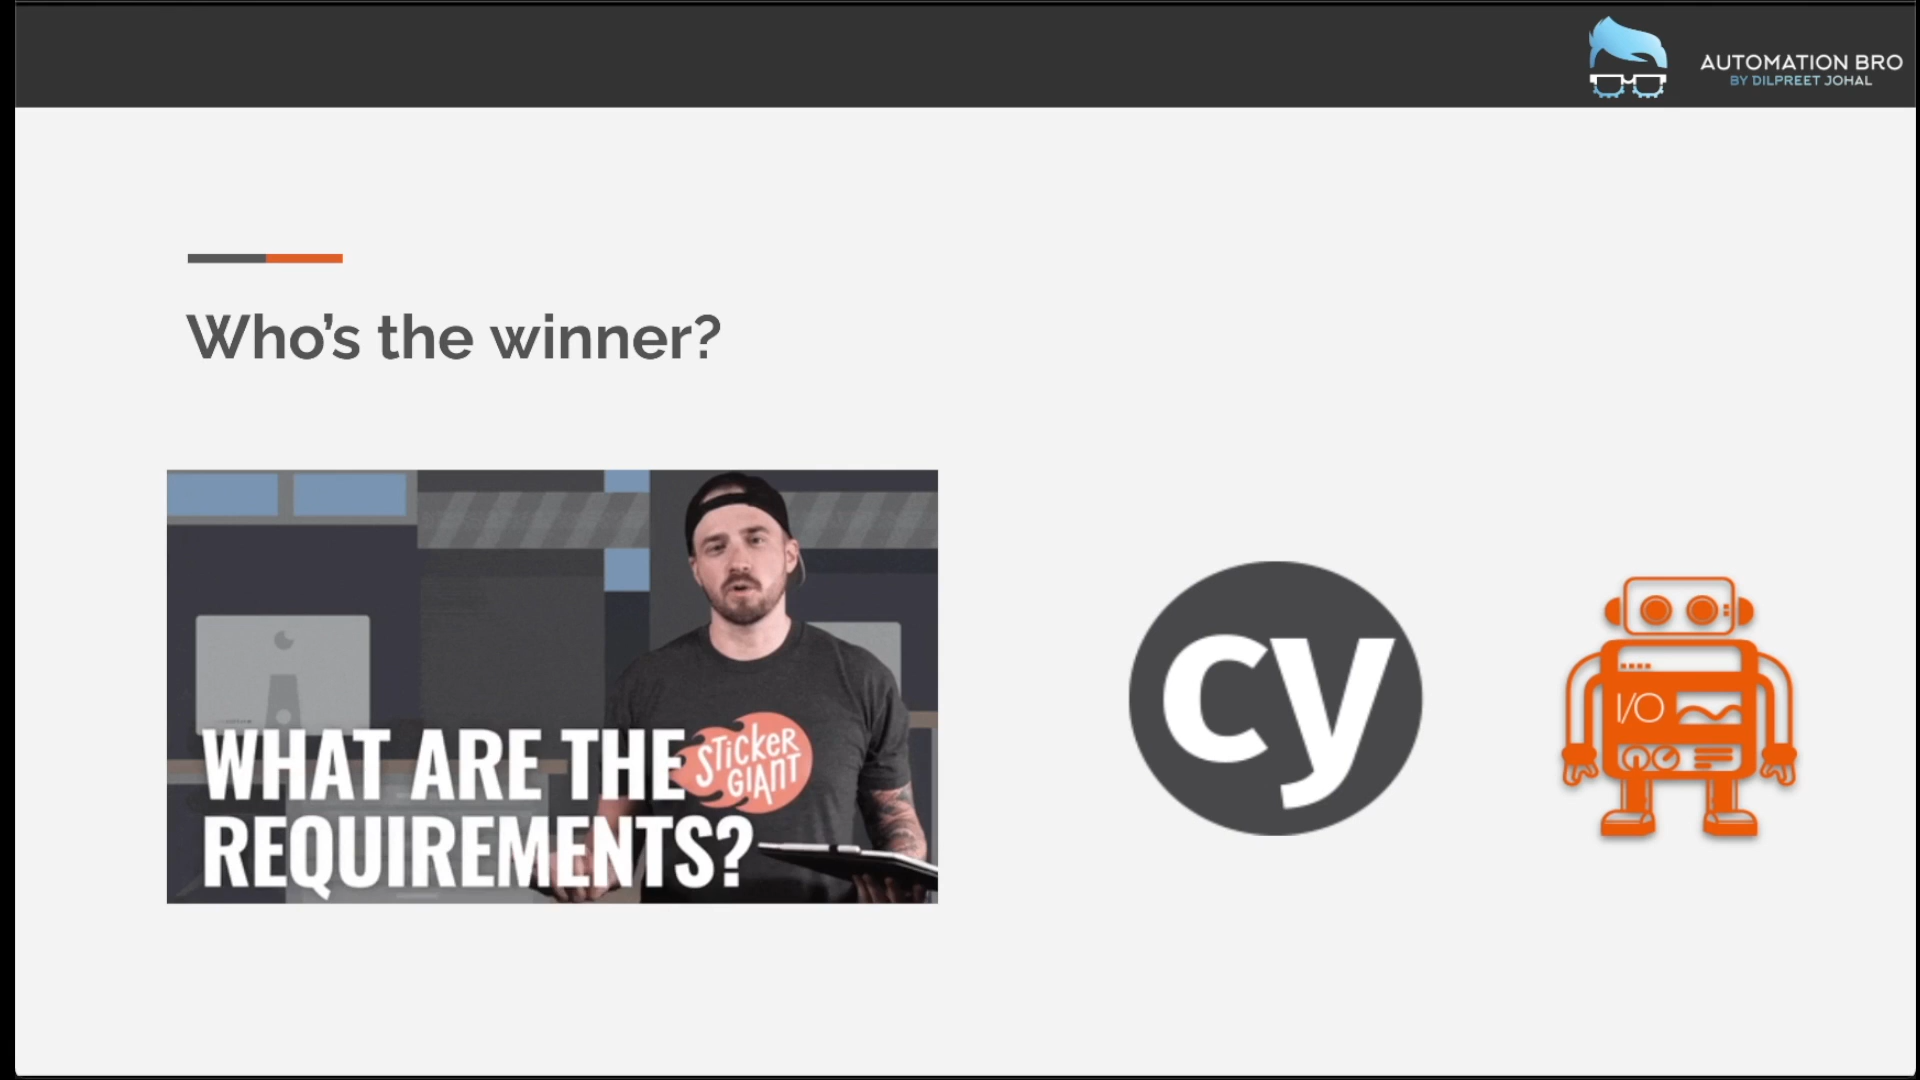 AUTOMATION BRO
BY DILPREET JOHAL
Who's the winner?
STICKER
GIANT
WHAT ARE THE
REQUIREMENTS?
cy
I/O